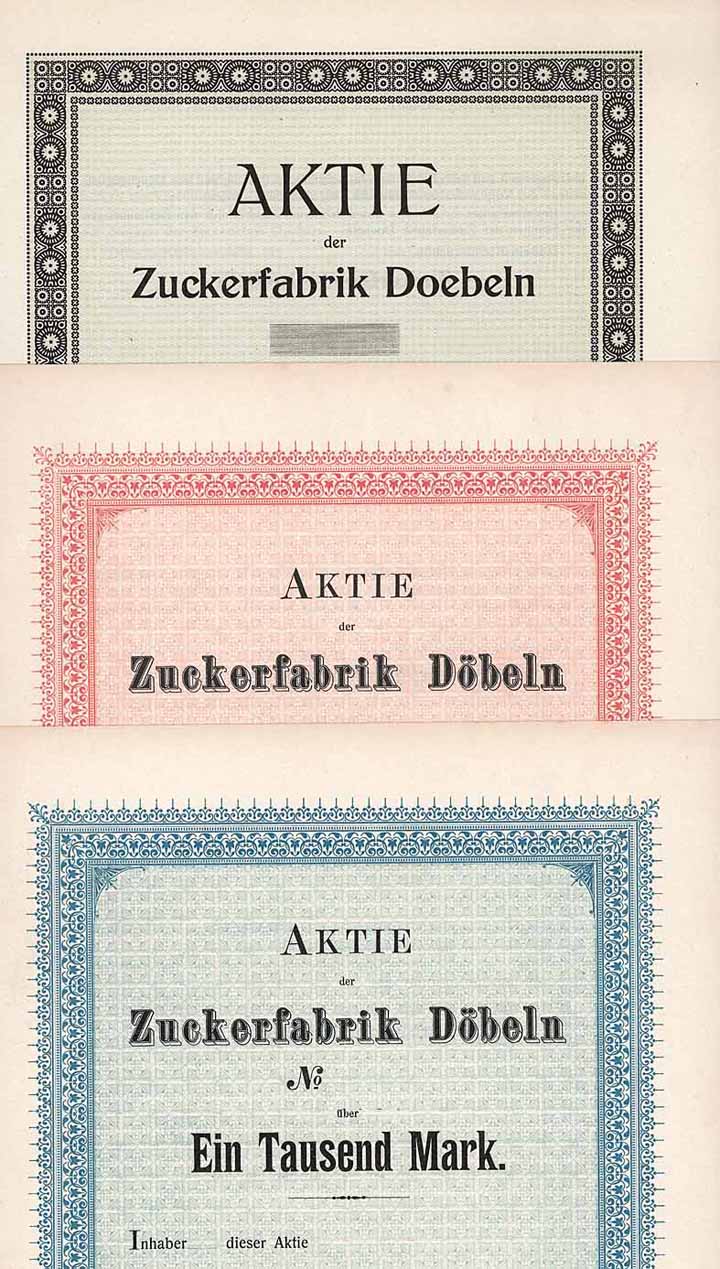 AKTIE
der
Zuckerfabrik Doebeln
AKTIE
der
Zuckerfabrik Döbeln
AKTIE
der
Zuckerfabrik Döbeln
No
über
Ein Tausend Mark.
Inhaber dieser Aktie